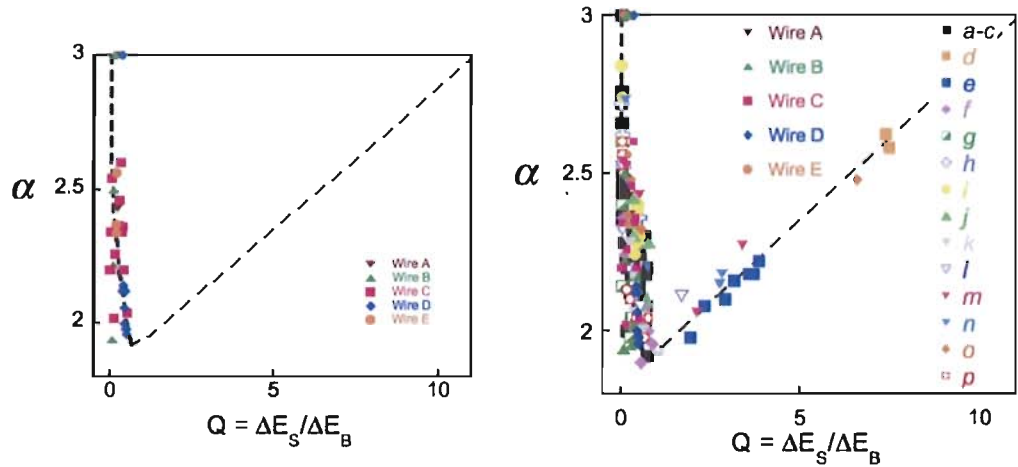 3
2.5
α
2
0
5
10
Q = ΔE_S/ΔE_B
Wire A
Wire B
Wire C
Wire D
Wire E
3
2.5
α
2
0
5
10
Q = ΔE_S/ΔE_B
Wire A
Wire B
Wire C
Wire D
Wire E
a-c
d
e
f
g
h
i
j
k
l
m
n
o
p